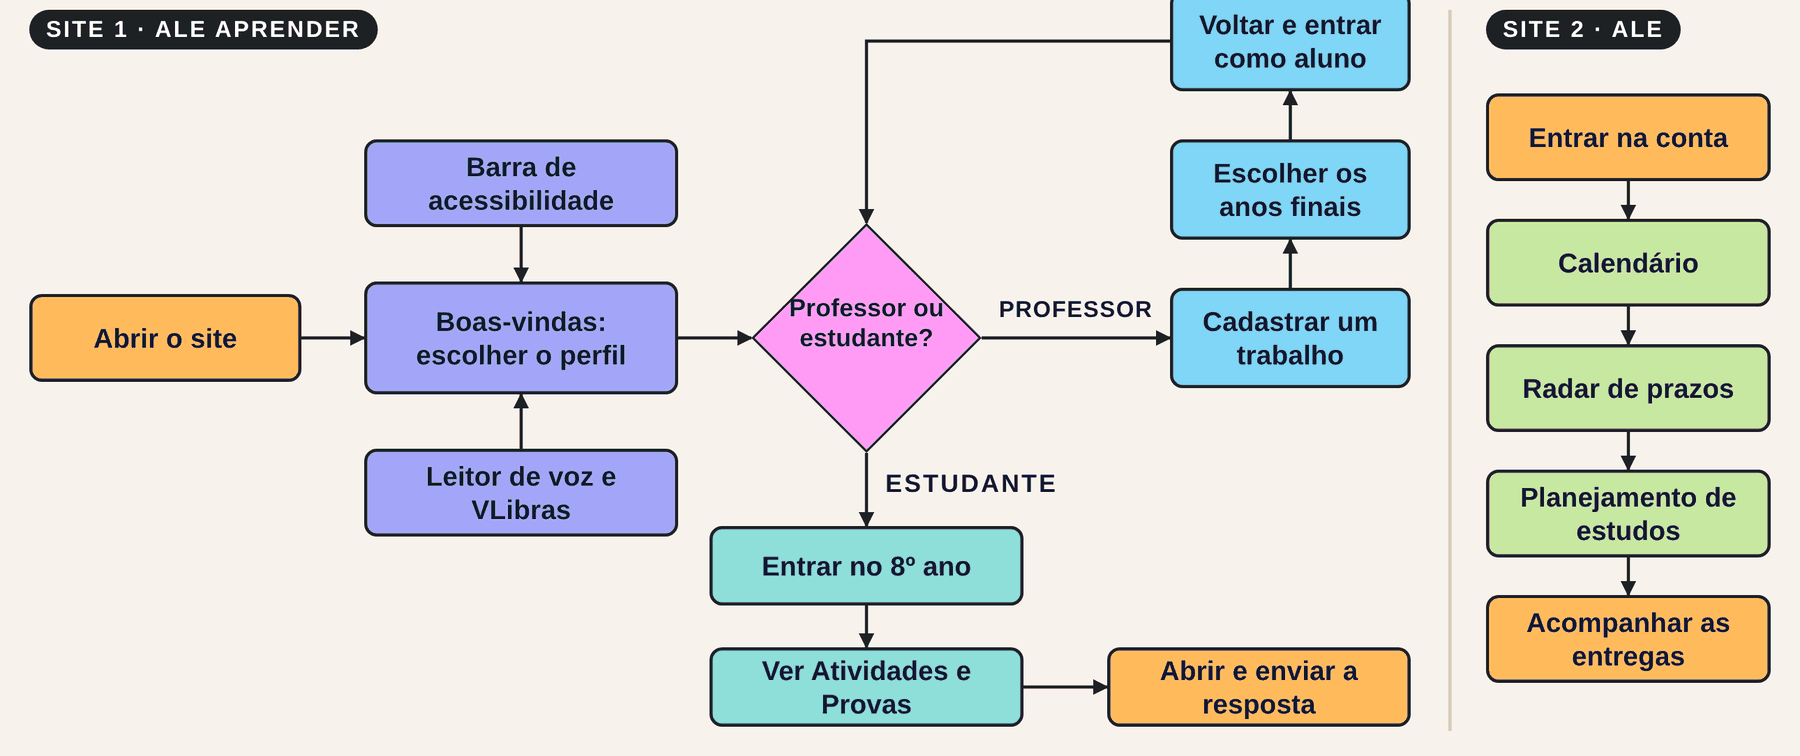 SITE 1 · ALE APRENDER
Voltar e entrar
como aluno
SITE 2 · ALE
Barra de
acessibilidade
Escolher os
anos finais
Abrir o site
Boas-vindas:
escolher o perfil
Professor ou
estudante?
PROFESSOR
Cadastrar um
trabalho
Leitor de voz e
VLibras
ESTUDANTE
Entrar no 8º ano
Ver Atividades e
Provas
Abrir e enviar a
resposta
Entrar na conta
Calendário
Radar de prazos
Planejamento de
estudos
Acompanhar as
entregas